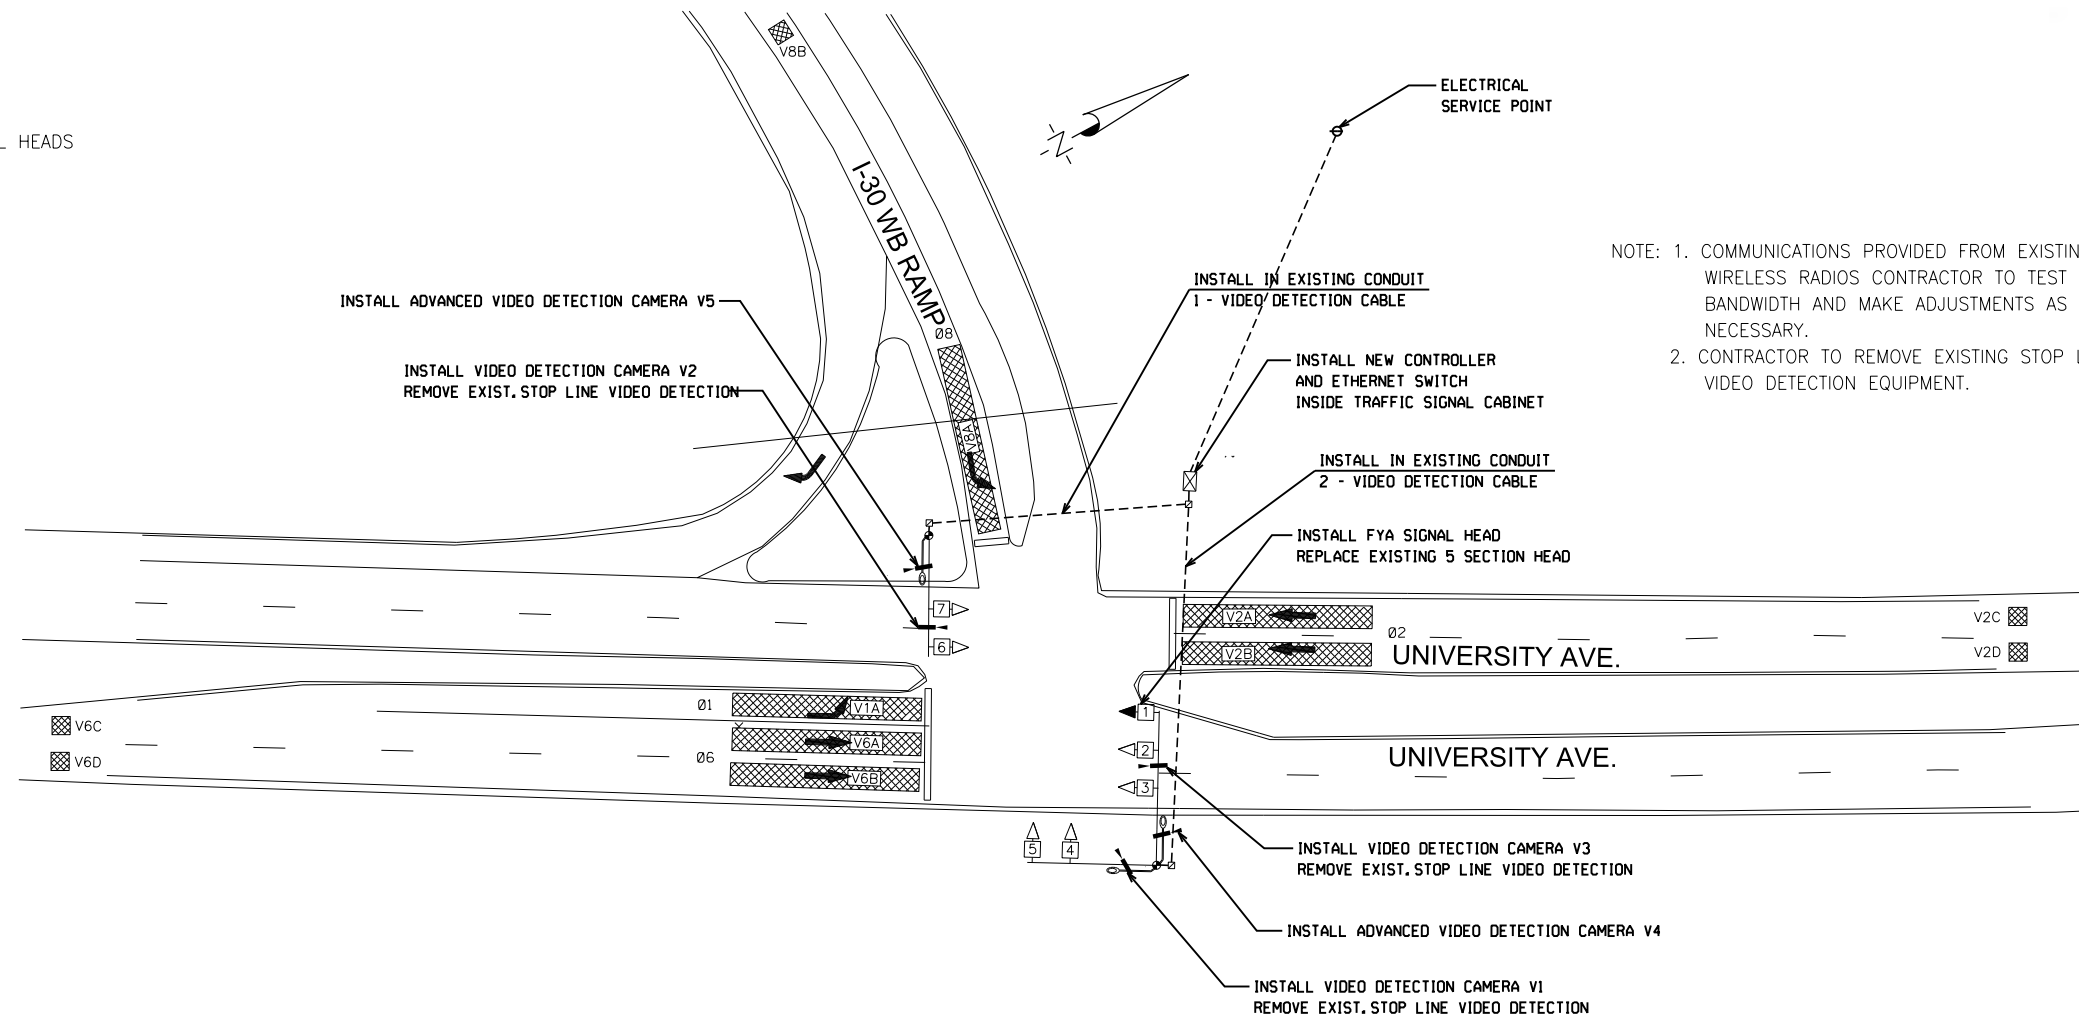 V8B
ELECTRICAL
SERVICE POINT
L HEADS
N
I-30 WB RAMP
NOTE: 1. COMMUNICATIONS PROVIDED FROM EXISTIN
WIRELESS RADIOS CONTRACTOR TO TEST
BANDWIDTH AND MAKE ADJUSTMENTS AS
NECESSARY.
2. CONTRACTOR TO REMOVE EXISTING STOP L
VIDEO DETECTION EQUIPMENT.
INSTALL IN EXISTING CONDUIT
1 - VIDEO DETECTION CABLE
INSTALL ADVANCED VIDEO DETECTION CAMERA V5
Ø8
INSTALL VIDEO DETECTION CAMERA V2
REMOVE EXIST. STOP LINE VIDEO DETECTION
INSTALL NEW CONTROLLER
AND ETHERNET SWITCH
INSIDE TRAFFIC SIGNAL CABINET
V8A
INSTALL IN EXISTING CONDUIT
2 - VIDEO DETECTION CABLE
INSTALL FYA SIGNAL HEAD
REPLACE EXISTING 5 SECTION HEAD
7
V2A
V2C
Ø2
6
V2B
UNIVERSITY AVE.
V2D
Ø1
V1A
1
V6C
V6A
2
Ø6
UNIVERSITY AVE.
V6D
V6B
3
5
4
INSTALL VIDEO DETECTION CAMERA V3
REMOVE EXIST. STOP LINE VIDEO DETECTION
INSTALL ADVANCED VIDEO DETECTION CAMERA V4
INSTALL VIDEO DETECTION CAMERA V1
REMOVE EXIST. STOP LINE VIDEO DETECTION